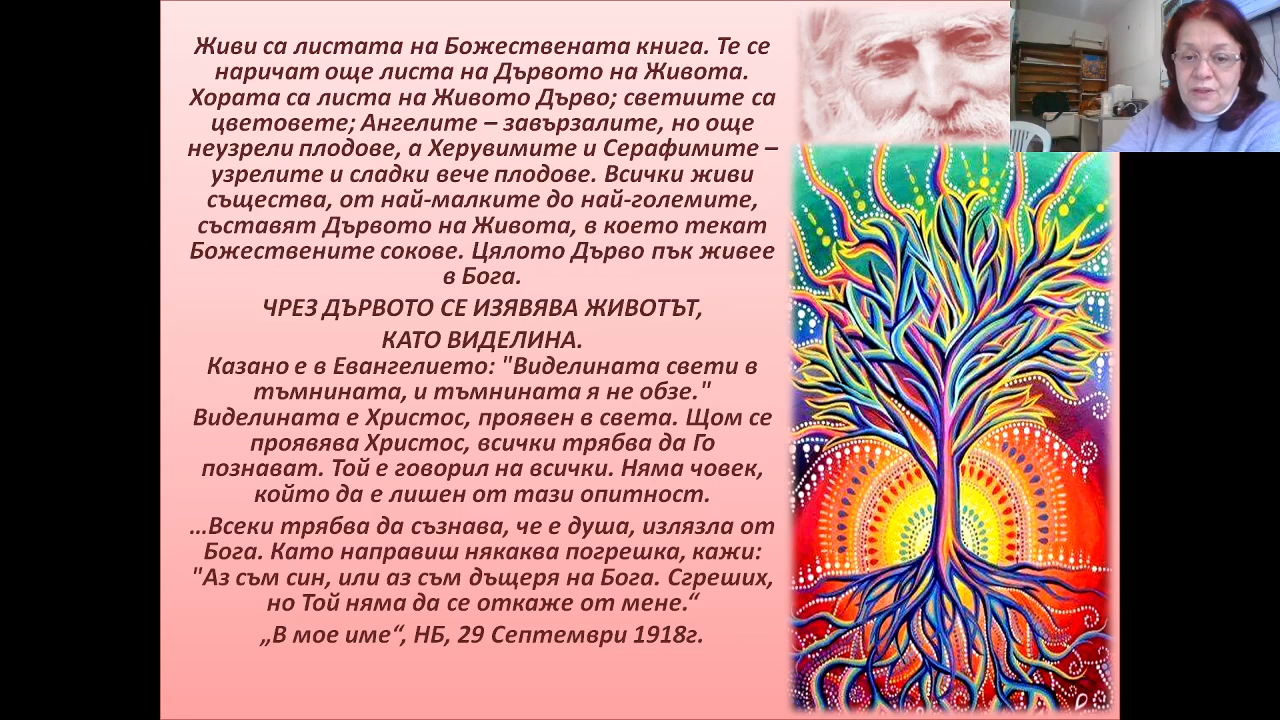 Живи са листата на Божествената книга. Те се
наричат още листа на Дървото на Живота.
Хората са листа на Живото Дърво; светиите са
цветовете; Ангелите – завързалите, но още
неузрели плодове, а Херувимите и Серафимите –
узрелите и сладки вече плодове. Всички живи
същества, от най-малките до най-големите,
съставят Дървото на Живота, в което текат
Божествените сокове. Цялото Дърво пък живее
в Бога.
ЧРЕЗ ДЪРВОТО СЕ ИЗЯВЯВА ЖИВОТЪТ,
КАТО ВИДЕЛИНА.
Казано е в Евангелието: "Виделината свети в
тъмнината, и тъмнината я не обзе."
Виделината е Христос, проявен в света. Щом се
проявява Христос, всички трябва да Го
познават. Той е говорил на всички. Няма човек,
който да е лишен от тази опитност.
…Всеки трябва да съзнава, че е душа, излязла от
Бога. Като направиш някаква погрешка, кажи:
"Аз съм син, или аз съм дъщеря на Бога. Сгреших,
но Той няма да се откаже от мене.“
„В мое име“, НБ, 29 Септември 1918г.